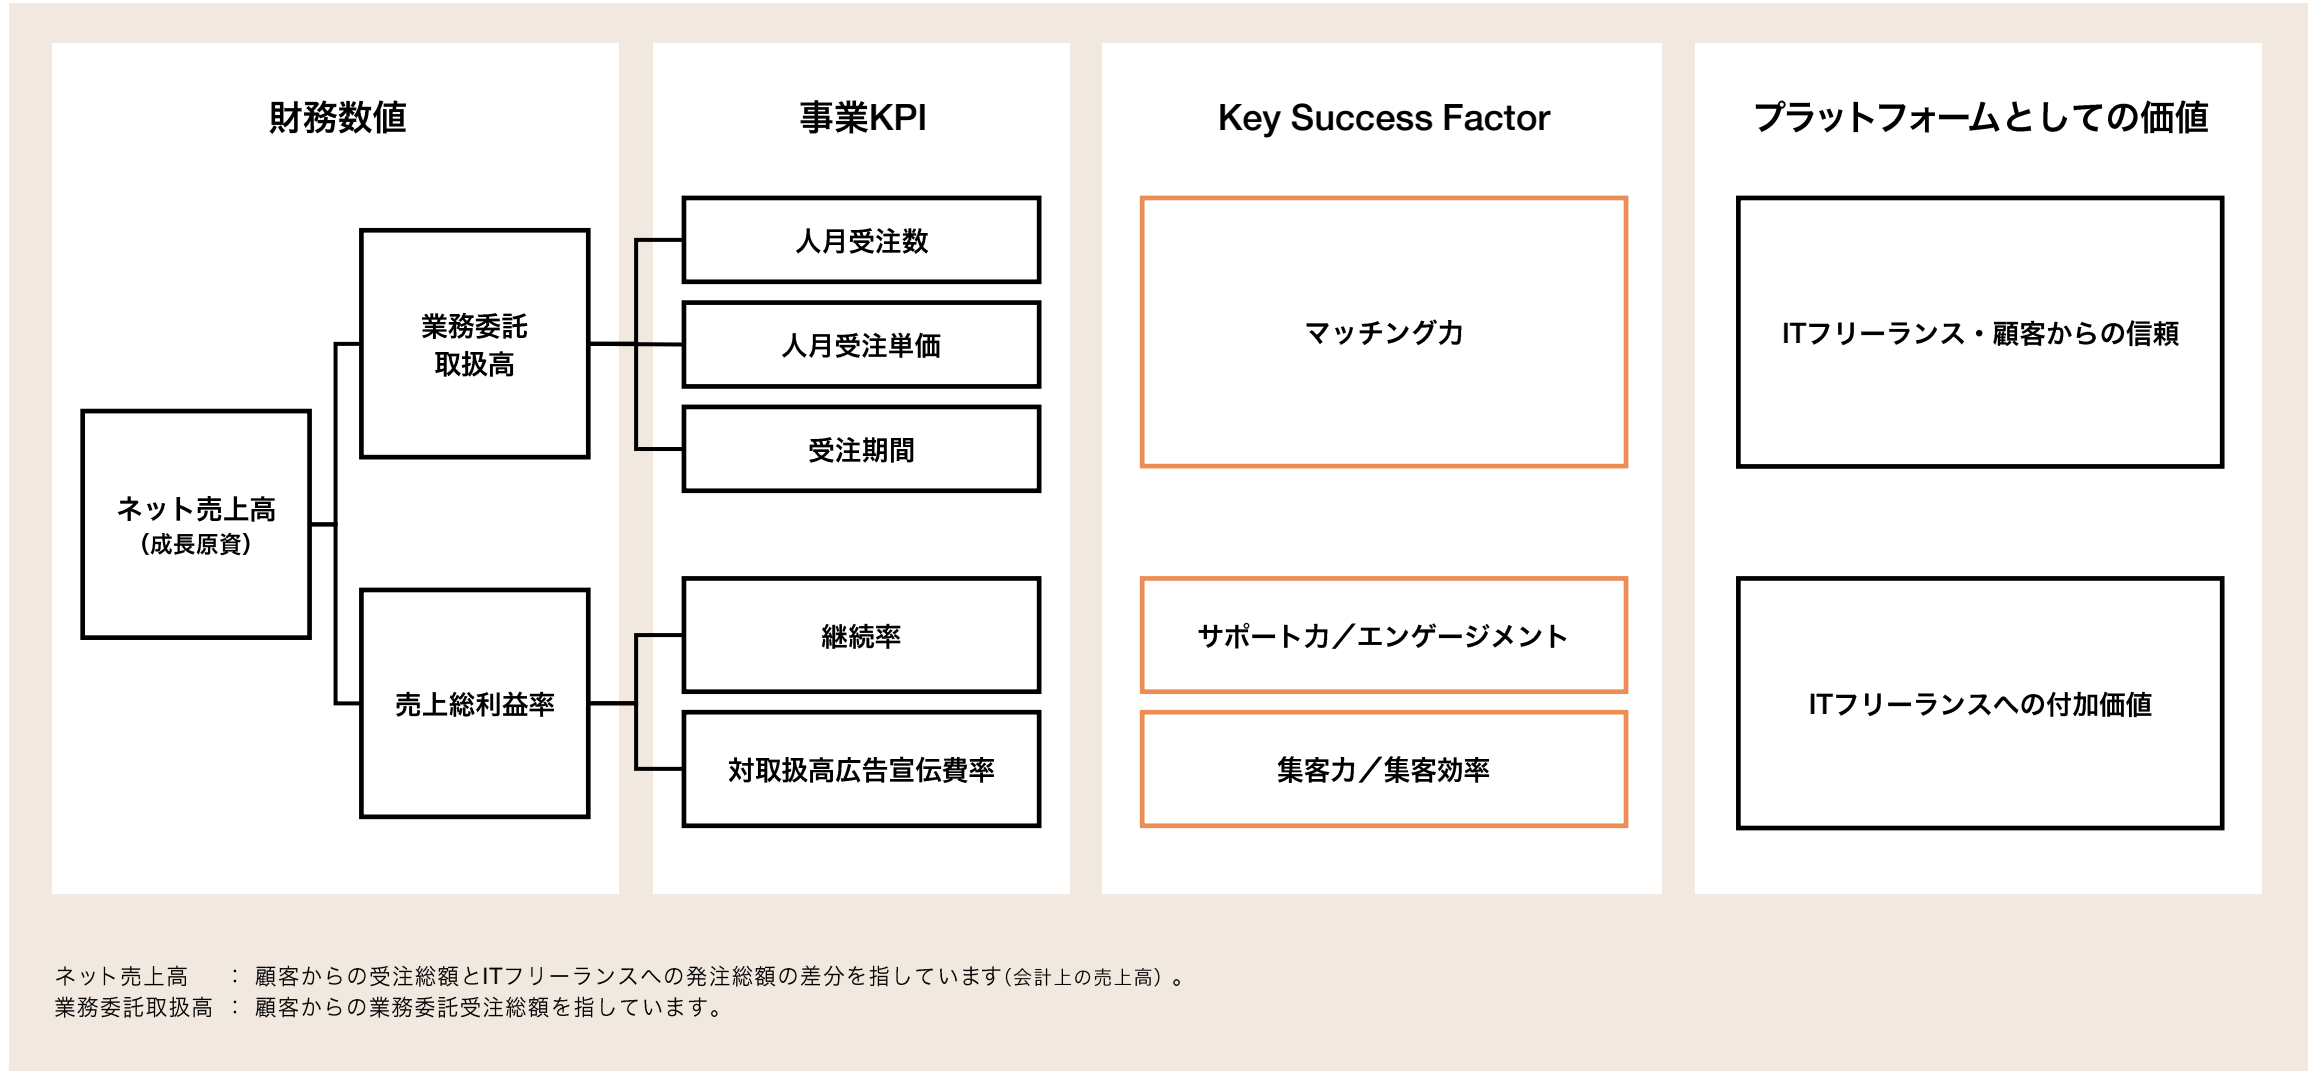 財務数値
事業KPI
Key Success Factor
プラットフォームとしての価値
ネット売上高
（成長原資）
業務委託
取扱高
売上総利益率
人月受注数
人月受注単価
受注期間
継続率
対取扱高広告宣伝費率
マッチング力
サポート力／エンゲージメント
集客力／集客効率
ITフリーランス・顧客からの信頼
ITフリーランスへの付加価値
ネット売上高　： 顧客からの受注総額とITフリーランスへの発注総額の差分を指しています（会計上の売上高）。
業務委託取扱高 ： 顧客からの業務委託受注総額を指しています。